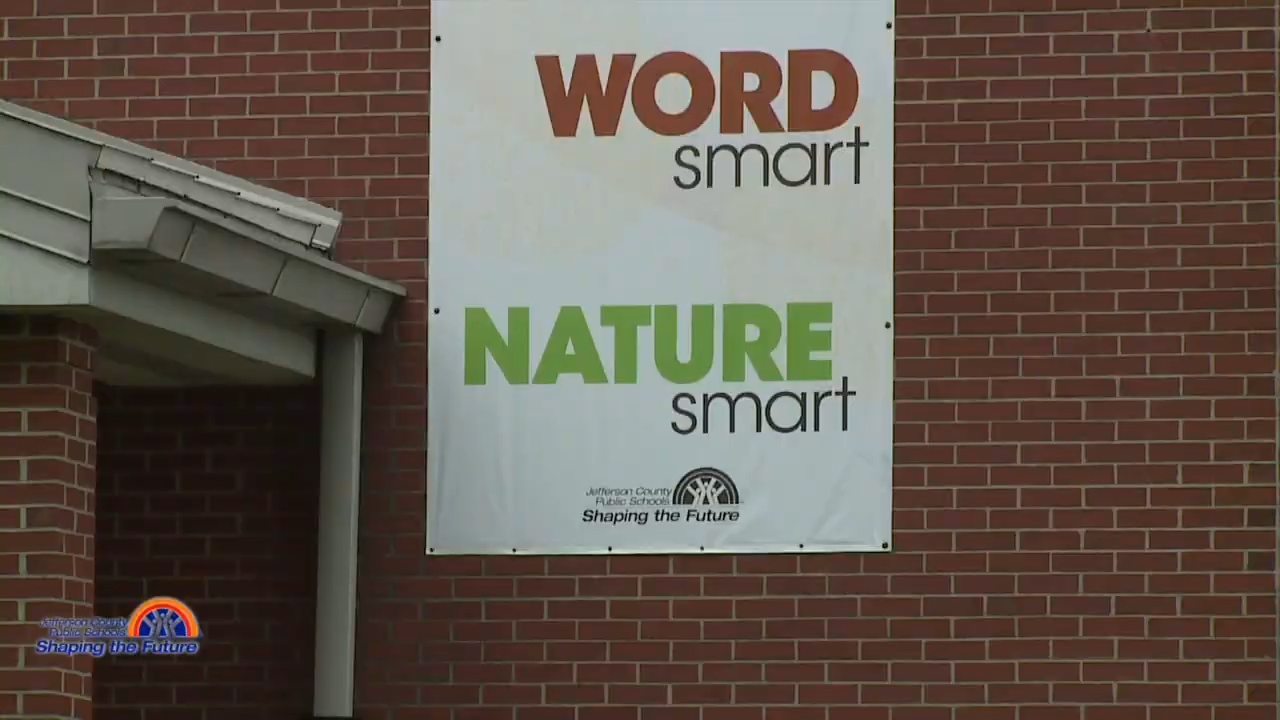 WORD
smart
NATURE
smart
Jefferson County
Public Schools
Shaping the Future
Jefferson County
Public Schools
Shaping the Future